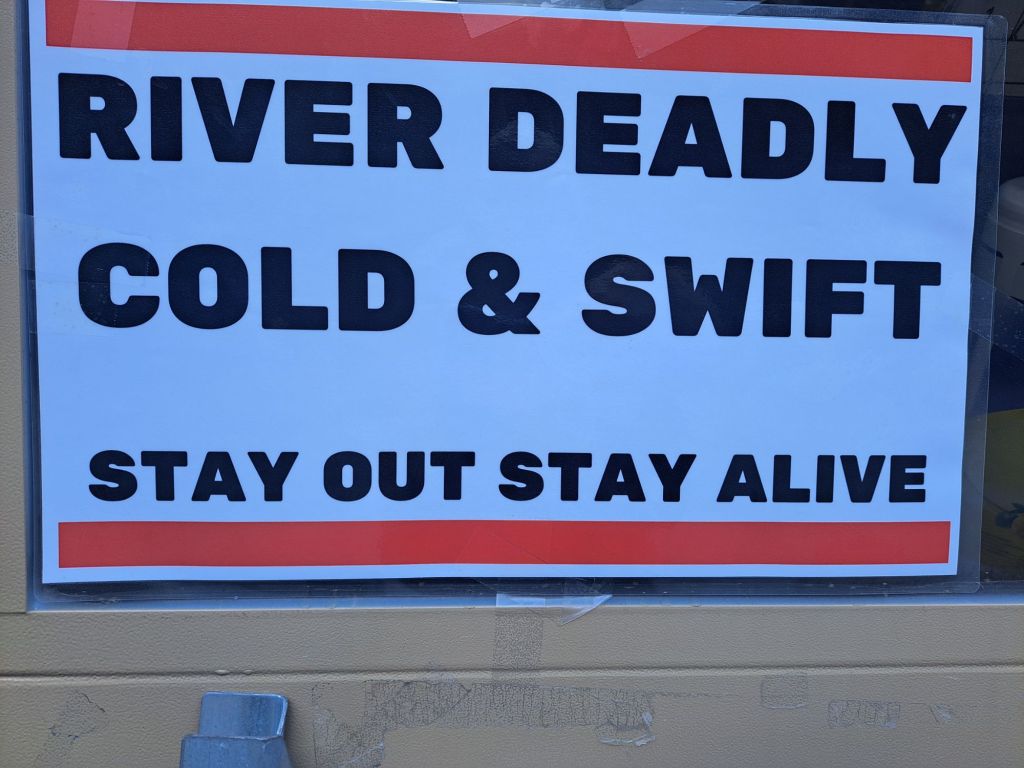 RIVER DEADLY
COLD & SWIFT
STAY OUT STAY ALIVE